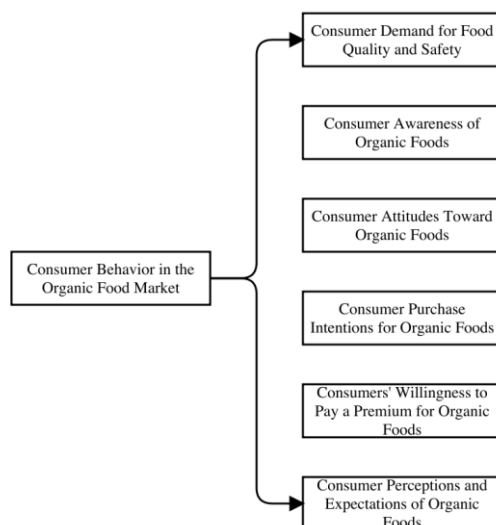 Consumer Demand for Food
Quality and Safety
Consumer Awareness of
Organic Foods
Consumer Attitudes Toward
Organic Foods
Consumer Behavior in the
Organic Food Market
Consumer Purchase
Intentions for Organic Foods
Consumers' Willingness to
Pay a Premium for Organic
Foods
Consumer Perceptions and
Expectations of Organic
Foods